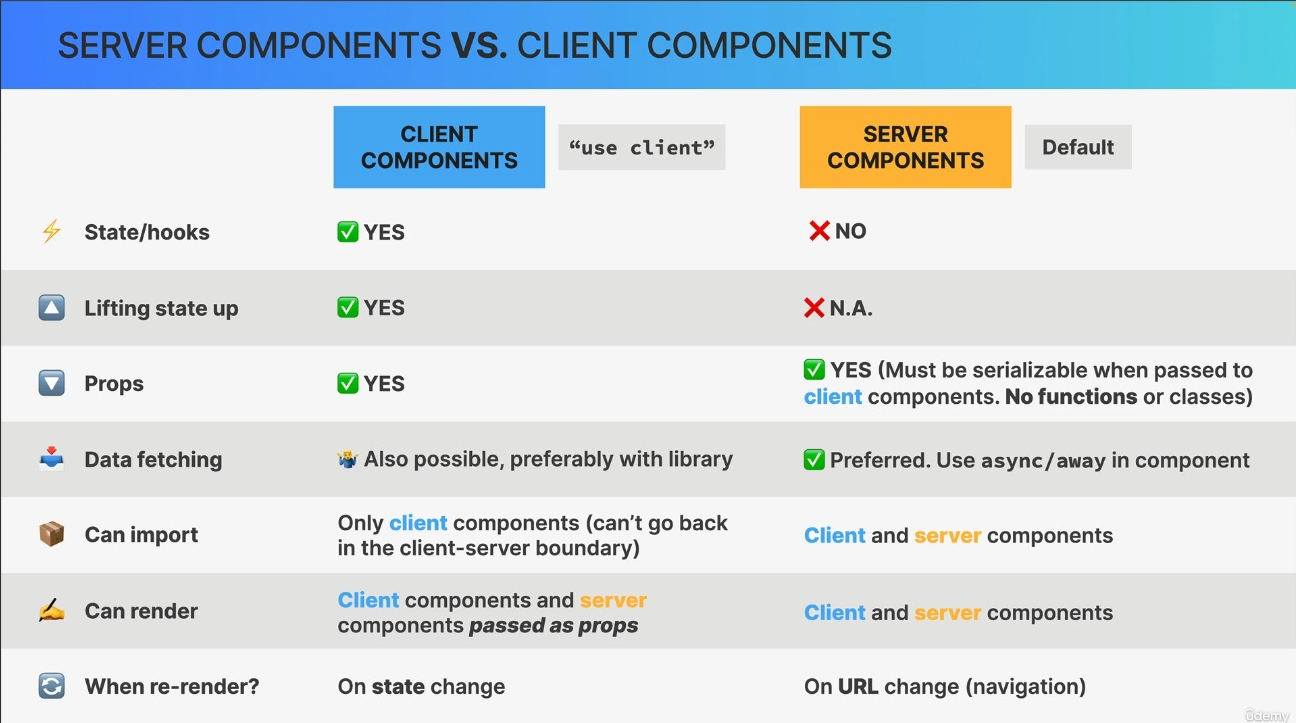 SERVER COMPONENTS VS. CLIENT COMPONENTS
CLIENT
COMPONENTS
“use client”
SERVER
COMPONENTS
Default
State/hooks
YES
NO
Lifting state up
YES
N.A.
Props
YES
YES (Must be serializable when passed to
client components. No functions or classes)
Data fetching
Also possible, preferably with library
Preferred. Use async/away in component
Can import
Only client components (can’t go back
in the client-server boundary)
Client and server components
Can render
Client components and server
components passed as props
Client and server components
When re-render?
On state change
On URL change (navigation)
ûdemy